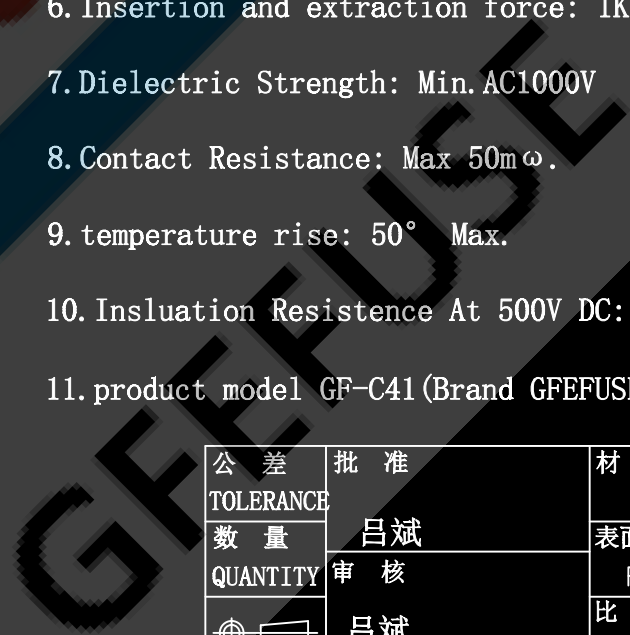 6.Insertion and extraction force: 1K
7.Dielectric Strength: Min.AC1000V
8.Contact Resistance: Max 50mω.
9.temperature rise: 50° Max.
10.Insluation Resistence At 500V DC:
11.product model GF-C41(Brand GFEFUS
GFEFUSE
公 差
批 准
材
TOLERANCE
吕斌
数 量
表面
QUANTITY
审 核
比
吕斌